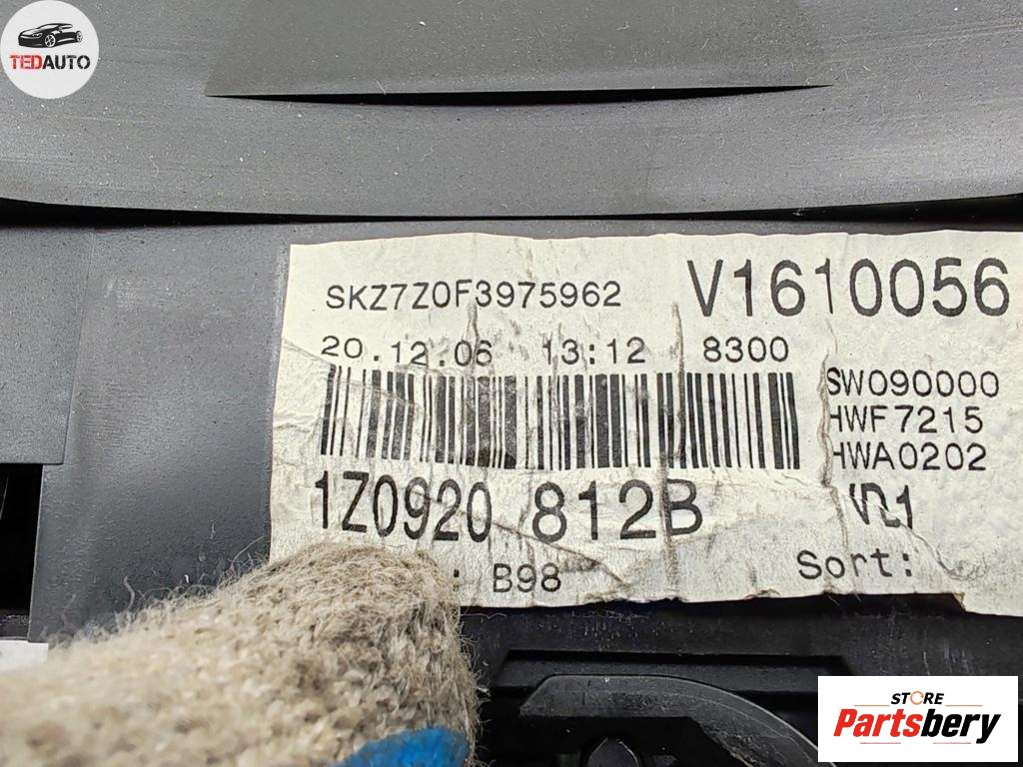 TEDAUTO
SKZ7Z0F3975962 V1610056
20.12.06 13:12 8300
SW090000
HWF7215
HWA0202
1Z0920 812B
: B98 Sort:
STORE
Partsbery